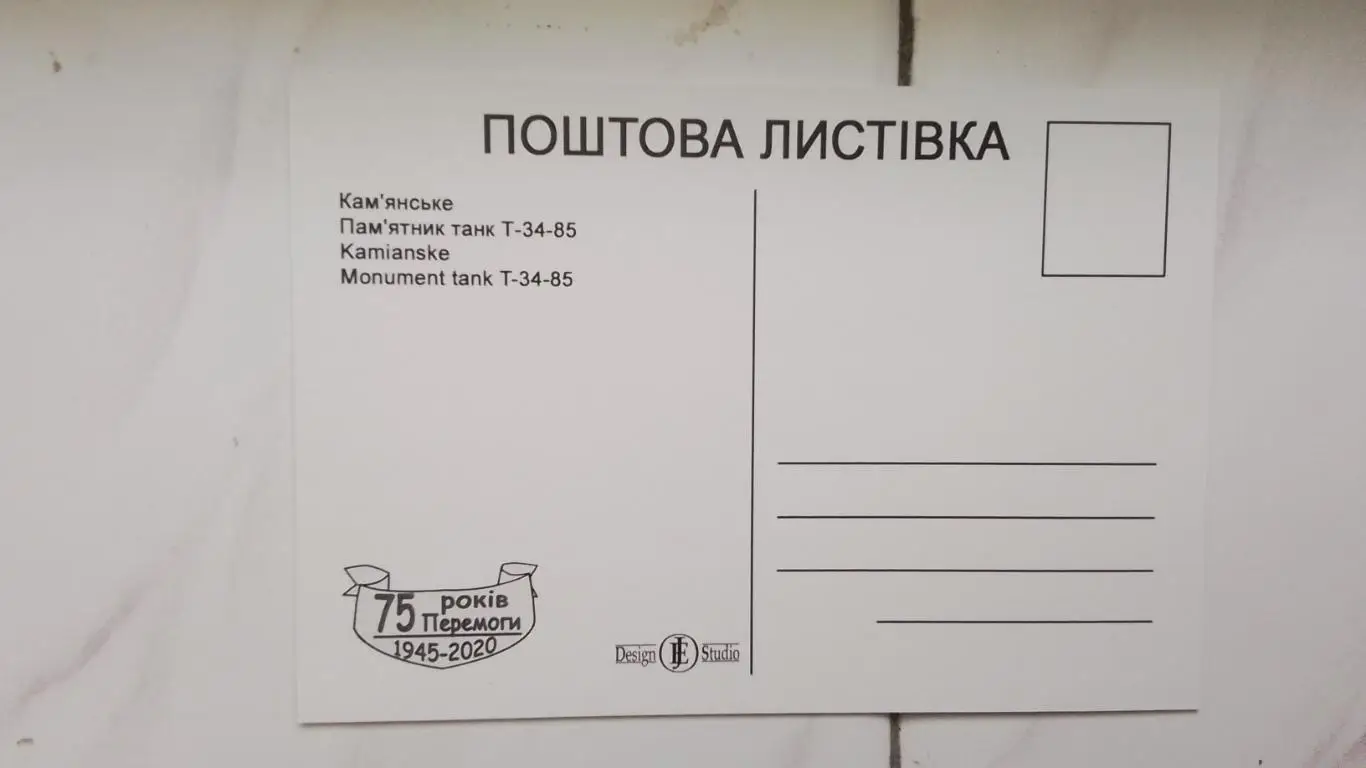 ПОШТОВА ЛИСТІВКА
Кам'янське
Пам'ятник танк Т-34-85
Kamianske
Monument tank T-34-85
75 років
Перемоги
1945-2020
Design JE Studio